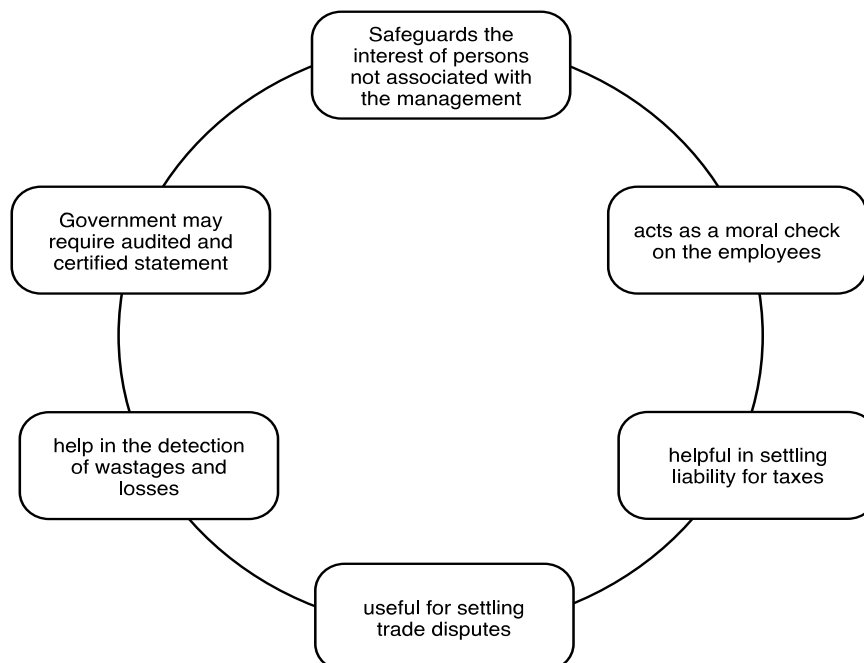 Safeguards the
interest of persons
not associated with
the management
acts as a moral check
on the employees
helpful in settling
liability for taxes
useful for settling
trade disputes
help in the detection
of wastages and
losses
Government may
require audited and
certified statement